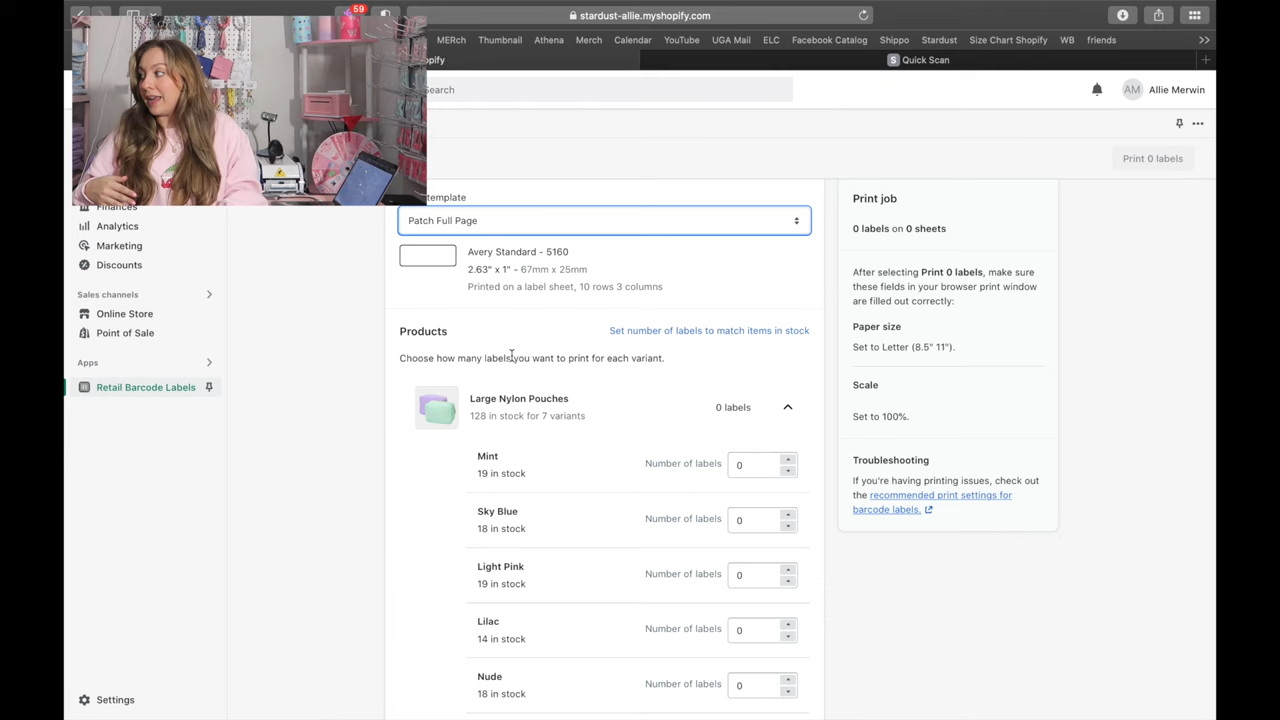 59
stardust-allie.myshopify.com
MERch Thumbnail Athena Merch Calendar YouTube UGA Mail ELC Facebook Catalog Shippo Stardust Size Chart Shopify WB friends
opify
S Quick Scan
Search
AM Allie Merwin
Print 0 labels
Finances
Analytics
Marketing
Discounts
Sales channels
Online Store
Point of Sale
Apps
Retail Barcode Labels
Settings
template
Patch Full Page
Avery Standard - 5160
2.63" x 1" - 67mm x 25mm
Printed on a label sheet, 10 rows 3 columns
Products
Set number of labels to match items in stock
Choose how many labels you want to print for each variant.
Large Nylon Pouches
128 in stock for 7 variants
0 labels
Mint
19 in stock
Number of labels 0
Sky Blue
18 in stock
Number of labels 0
Light Pink
19 in stock
Number of labels 0
Lilac
14 in stock
Number of labels 0
Nude
18 in stock
Number of labels 0
Print job
0 labels on 0 sheets
After selecting Print 0 labels, make sure
these fields in your browser print window
are filled out correctly:
Paper size
Set to Letter (8.5" 11").
Scale
Set to 100%.
Troubleshooting
If you're having printing issues, check out
the recommended print settings for
barcode labels.